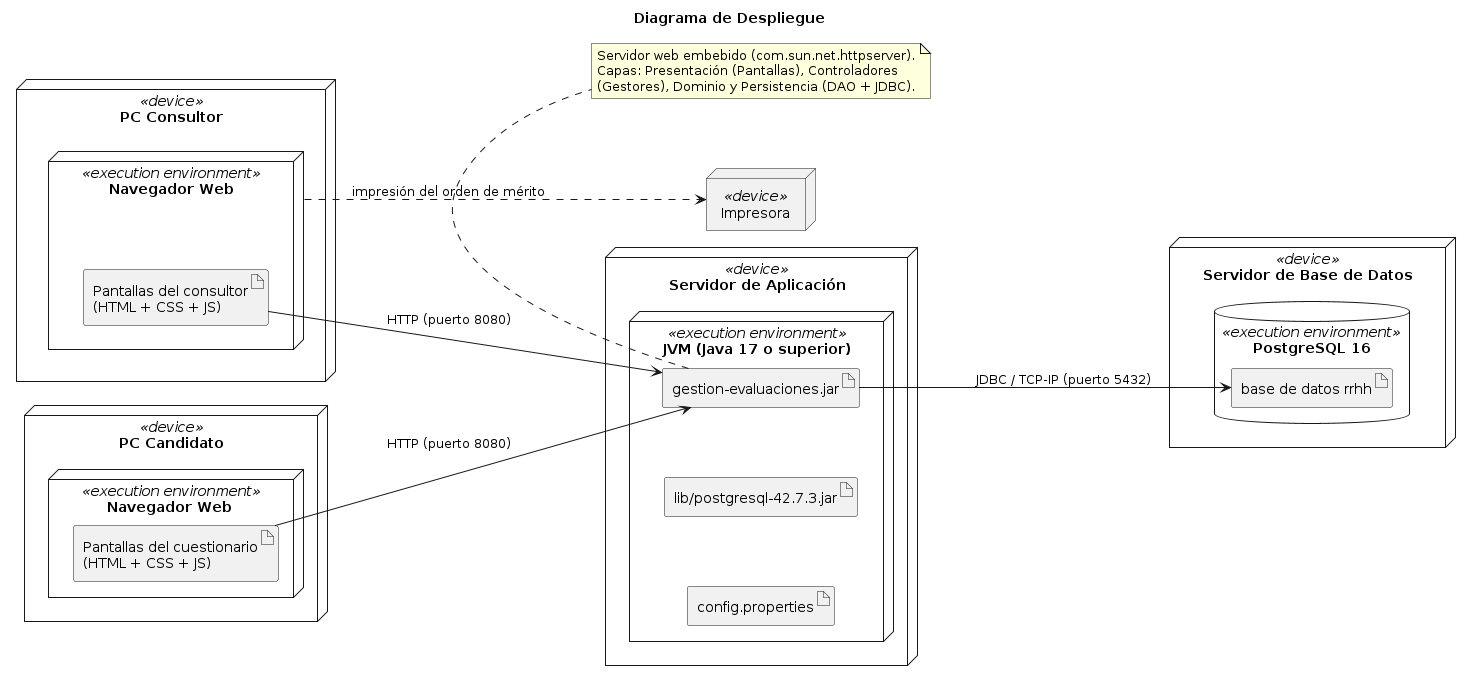 Diagrama de Despliegue
Servidor web embebido (com.sun.net.httpserver).
Capas: Presentación (Pantallas), Controladores
(Gestores), Dominio y Persistencia (DAO + JDBC).
«device»
PC Consultor
«execution environment»
Navegador Web
Pantallas del consultor
(HTML + CSS + JS)
impresión del orden de mérito
«device»
Impresora
HTTP (puerto 8080)
«device»
PC Candidato
«execution environment»
Navegador Web
Pantallas del cuestionario
(HTML + CSS + JS)
HTTP (puerto 8080)
«device»
Servidor de Aplicación
«execution environment»
JVM (Java 17 o superior)
gestion-evaluaciones.jar
lib/postgresql-42.7.3.jar
config.properties
JDBC / TCP-IP (puerto 5432)
«device»
Servidor de Base de Datos
«execution environment»
PostgreSQL 16
base de datos rrhh